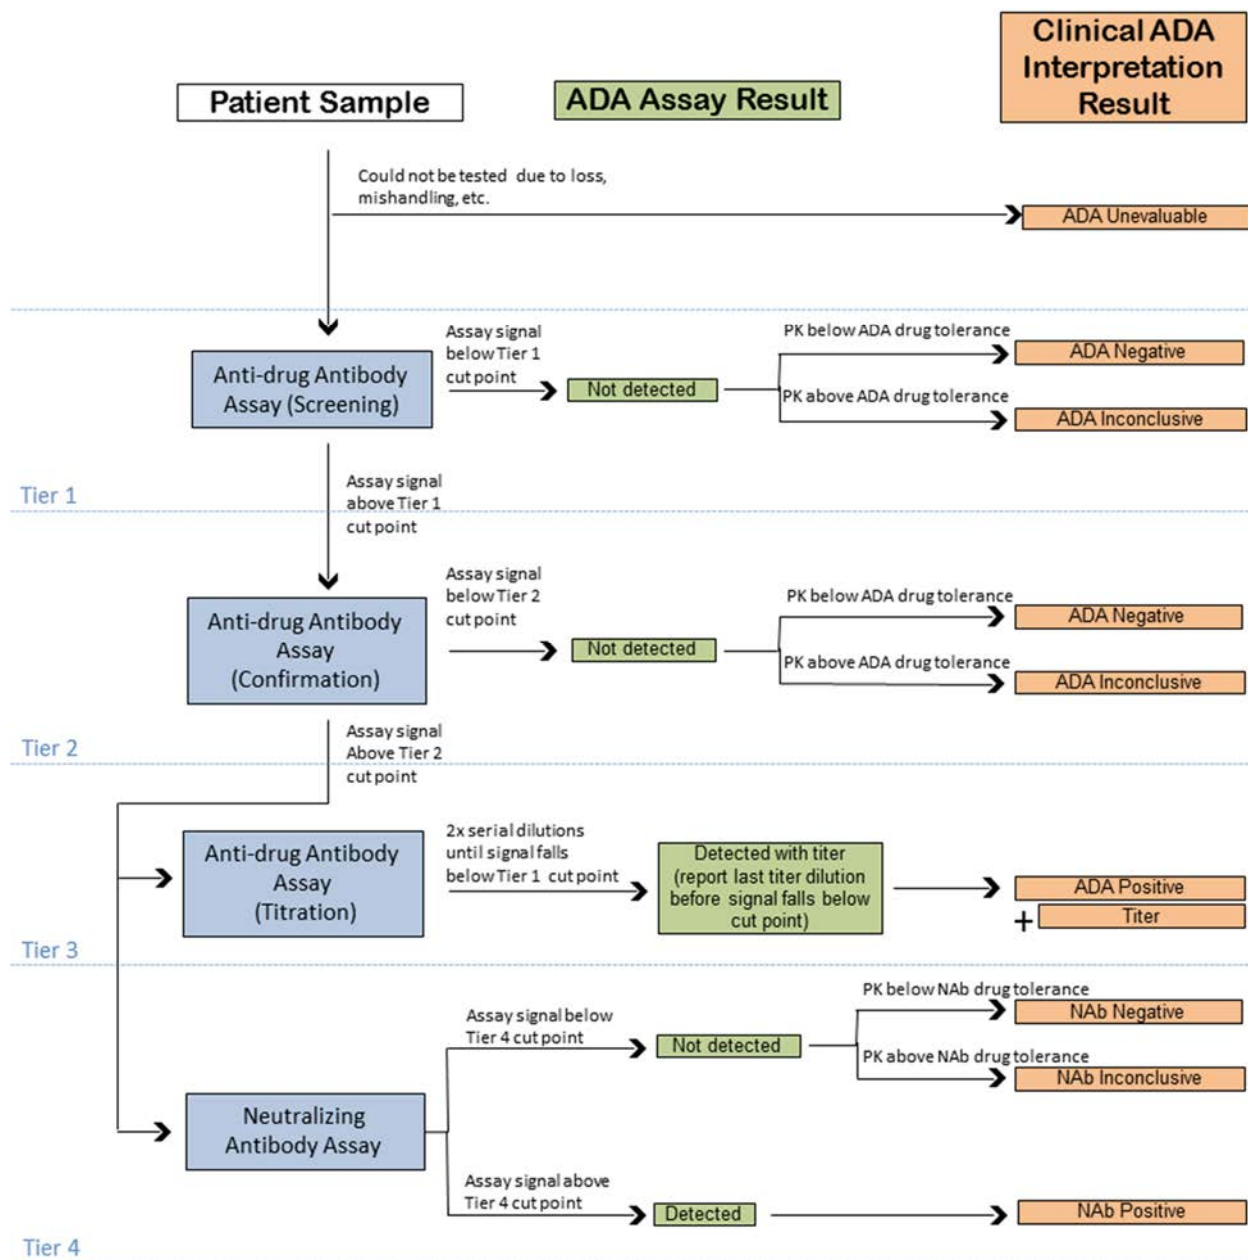 Clinical ADA
Interpretation
Result
Patient Sample
ADA Assay Result
Could not be tested due to loss,
mishandling, etc.
ADA Unevaluable
Assay signal
below Tier 1
cut point
Anti-drug Antibody
Assay (Screening)
Not detected
PK below ADA drug tolerance
ADA Negative
PK above ADA drug tolerance
ADA Inconclusive
Tier 1
Assay signal
above Tier 1
cut point
Assay signal
below Tier 2
cut point
Anti-drug Antibody
Assay
(Confirmation)
Not detected
PK below ADA drug tolerance
ADA Negative
PK above ADA drug tolerance
ADA Inconclusive
Tier 2
Assay signal
Above Tier 2
cut point
Anti-drug Antibody
Assay
(Titration)
2x serial dilutions
until signal falls
below Tier 1 cut point
Detected with titer
(report last titer dilution
before signal falls below
cut point)
ADA Positive
+ Titer
Tier 3
Neutralizing
Antibody Assay
Assay signal below
Tier 4 cut point
Not detected
PK below NAb drug tolerance
NAb Negative
PK above NAb drug tolerance
NAb Inconclusive
Assay signal above
Tier 4 cut point
Detected
NAb Positive
Tier 4